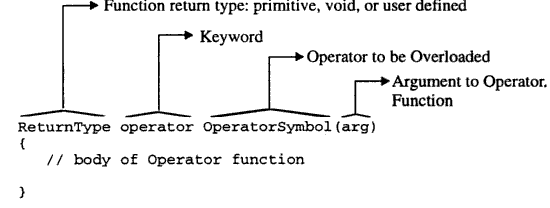 Function return type: primitive, void, or user defined
Keyword
Operator to be Overloaded
Argument to Operator.
Function
ReturnType operator OperatorSymbol(arg)
{
// body of Operator function
}